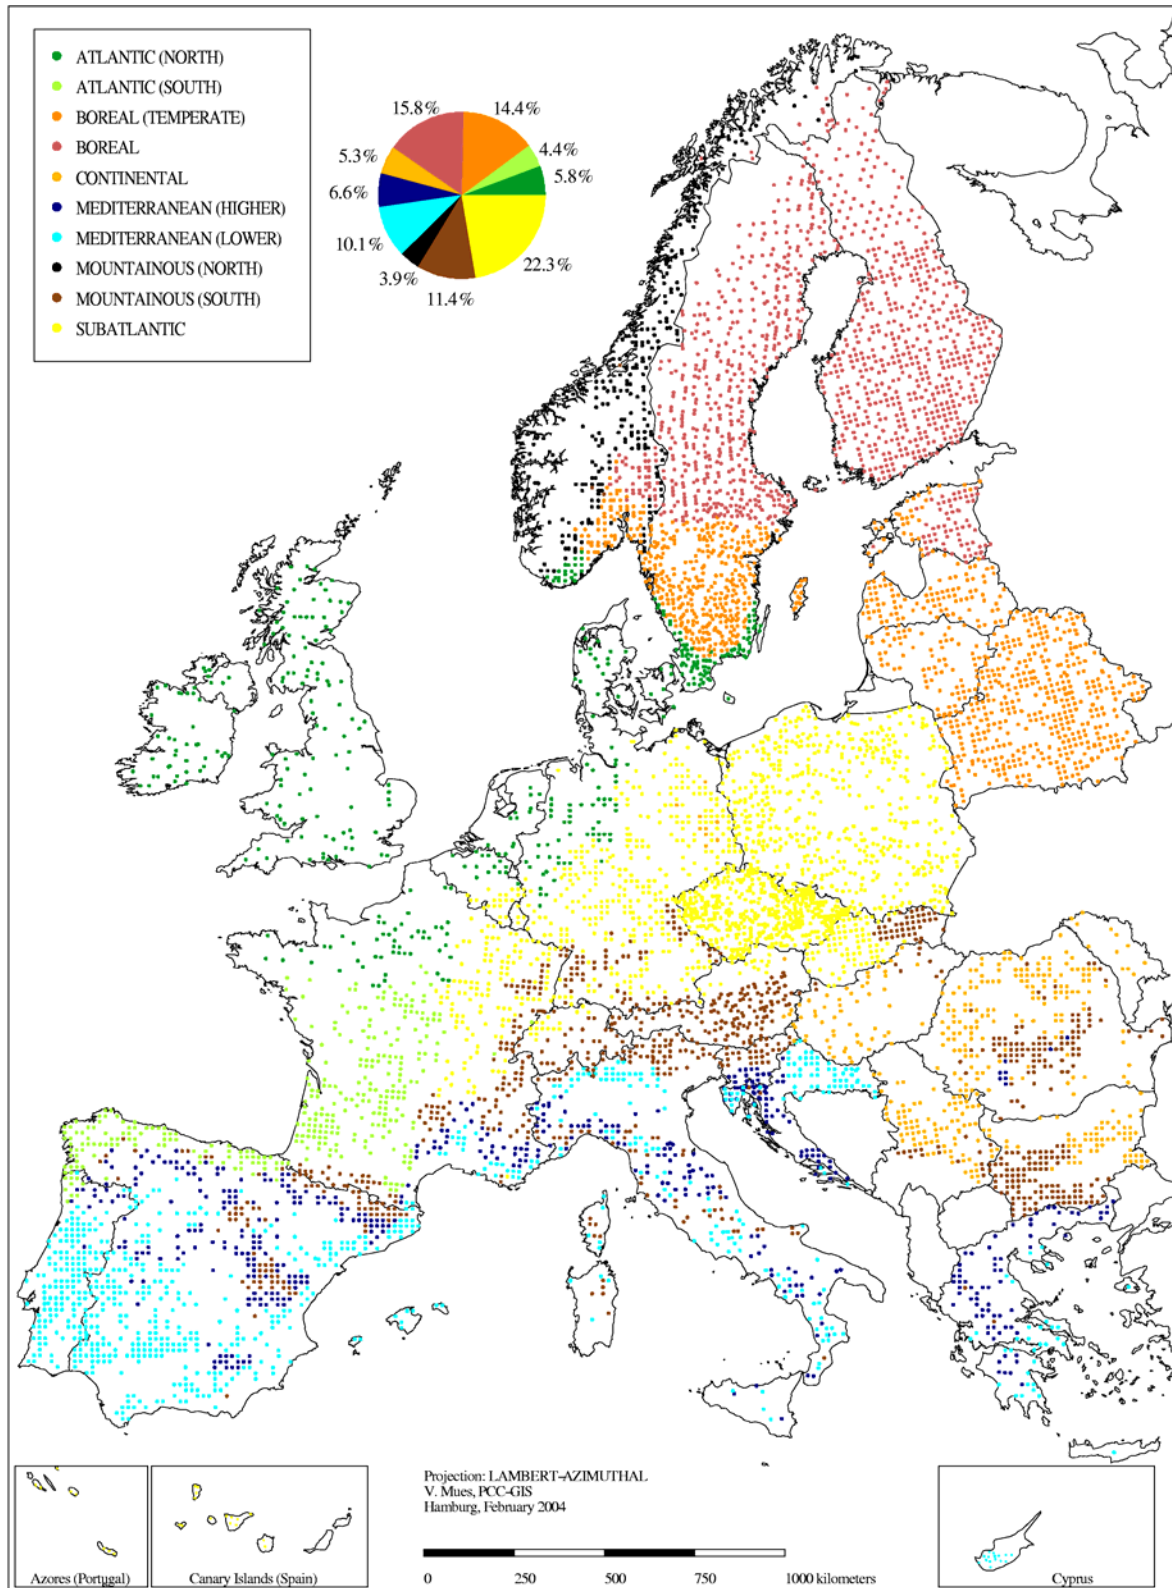 ATLANTIC (NORTH)
ATLANTIC (SOUTH)
BOREAL (TEMPERATE)
BOREAL
CONTINENTAL
MEDITERRANEAN (HIGHER)
MEDITERRANEAN (LOWER)
MOUNTAINOUS (NORTH)
MOUNTAINOUS (SOUTH)
SUBATLANTIC
15.8%
14.4%
5.3%
4.4%
6.6%
5.8%
10.1%
3.9%
22.3%
11.4%
Projection: LAMBERT-AZIMUTHAL
V. Mues, PCC-GIS
Hamburg, February 2004
0 250 500 750 1000 kilometers
Azores (Portugal)
Canary Islands (Spain)
Cyprus